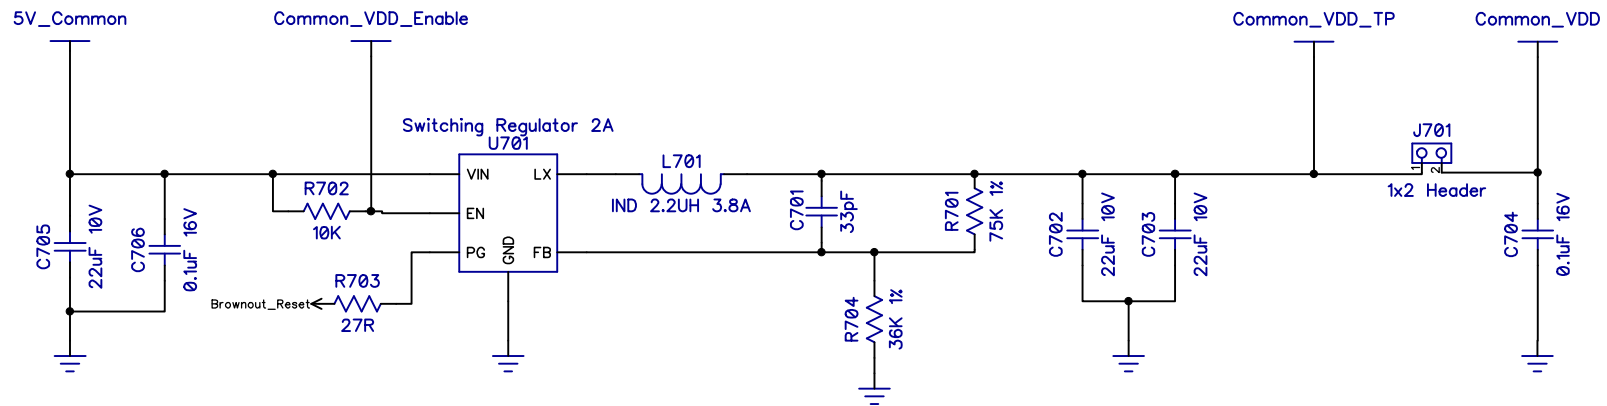 5V_Common
Common_VDD_Enable
Common_VDD_TP
Common_VDD
Switching Regulator 2A
U701
VIN
LX
EN
PG
GND
FB
R702
10K
R703
27R
Brownout_Reset
C705
22uF 10V
C706
0.1uF 16V
L701
IND 2.2UH 3.8A
C701
33pF
R701
75K 1%
R704
36K 1%
C702
22uF 10V
C703
22uF 10V
J701
1
2
1x2 Header
C704
0.1uF 16V